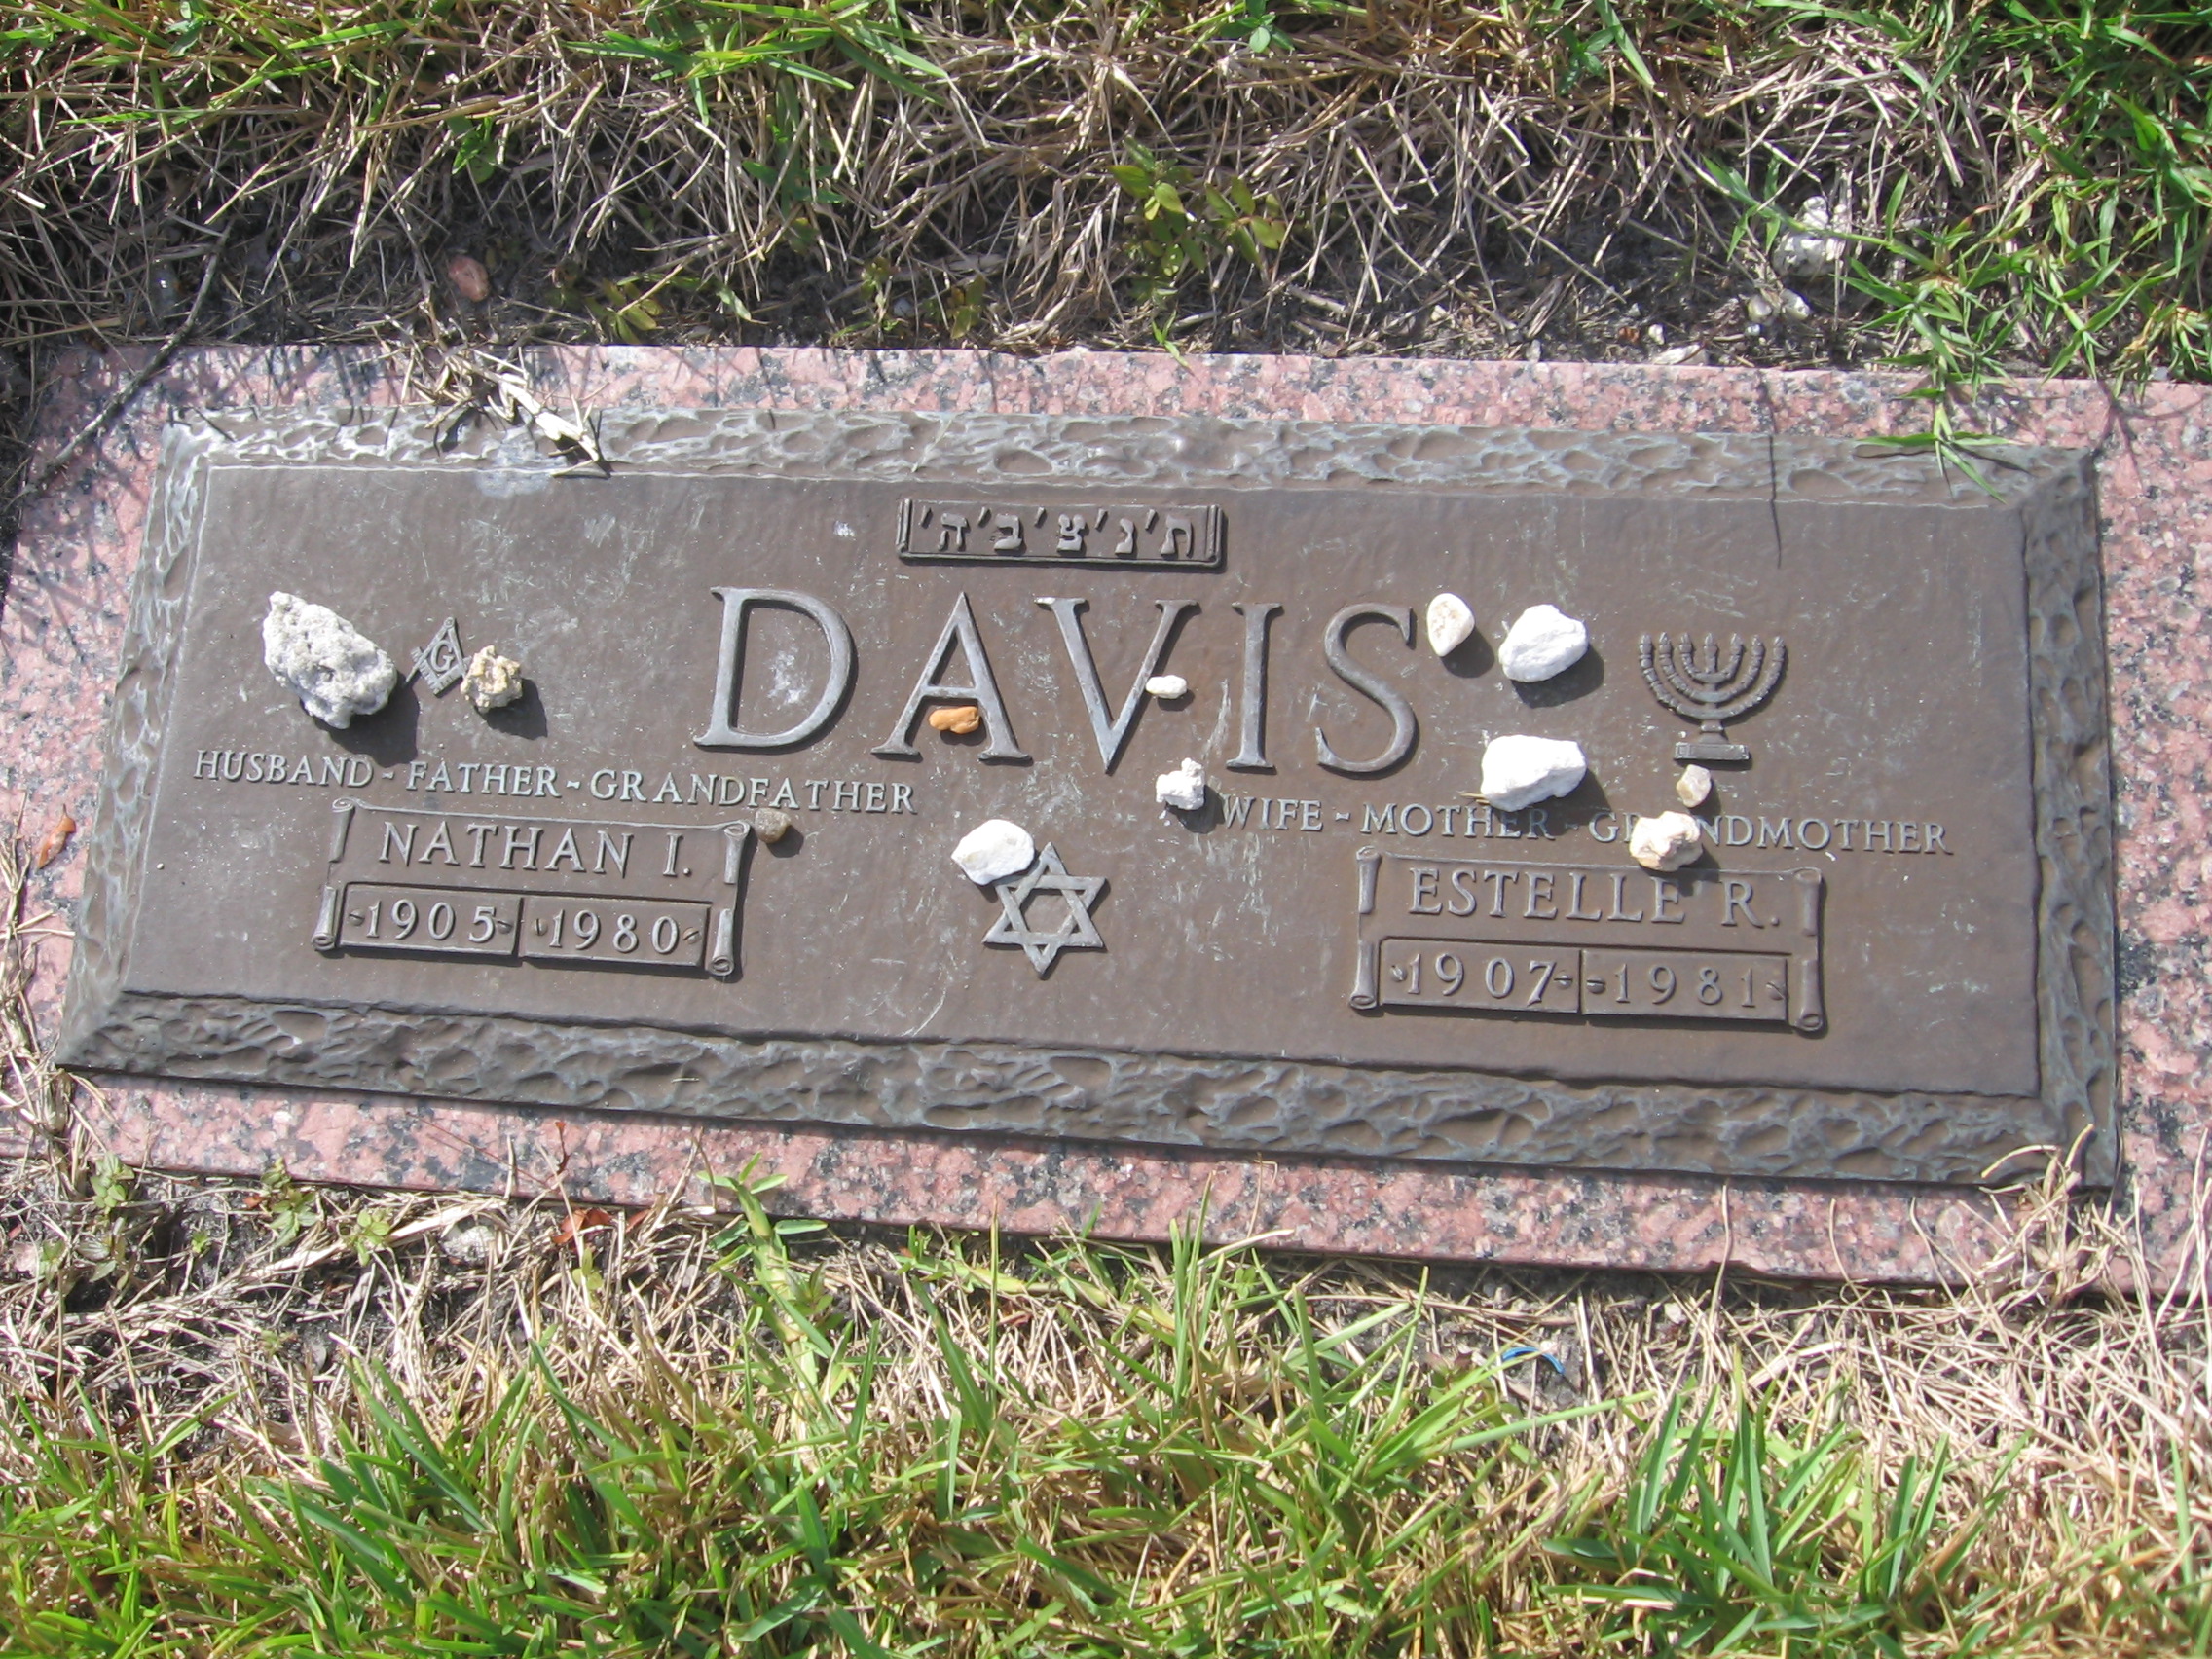 ת'נ'צ'ב'ה'
DAVIS
G
HUSBAND - FATHER - GRANDFATHER
NATHAN I.
1905 1980
WIFE - MOTHER - GRANDMOTHER
ESTELLE R.
1907 1981